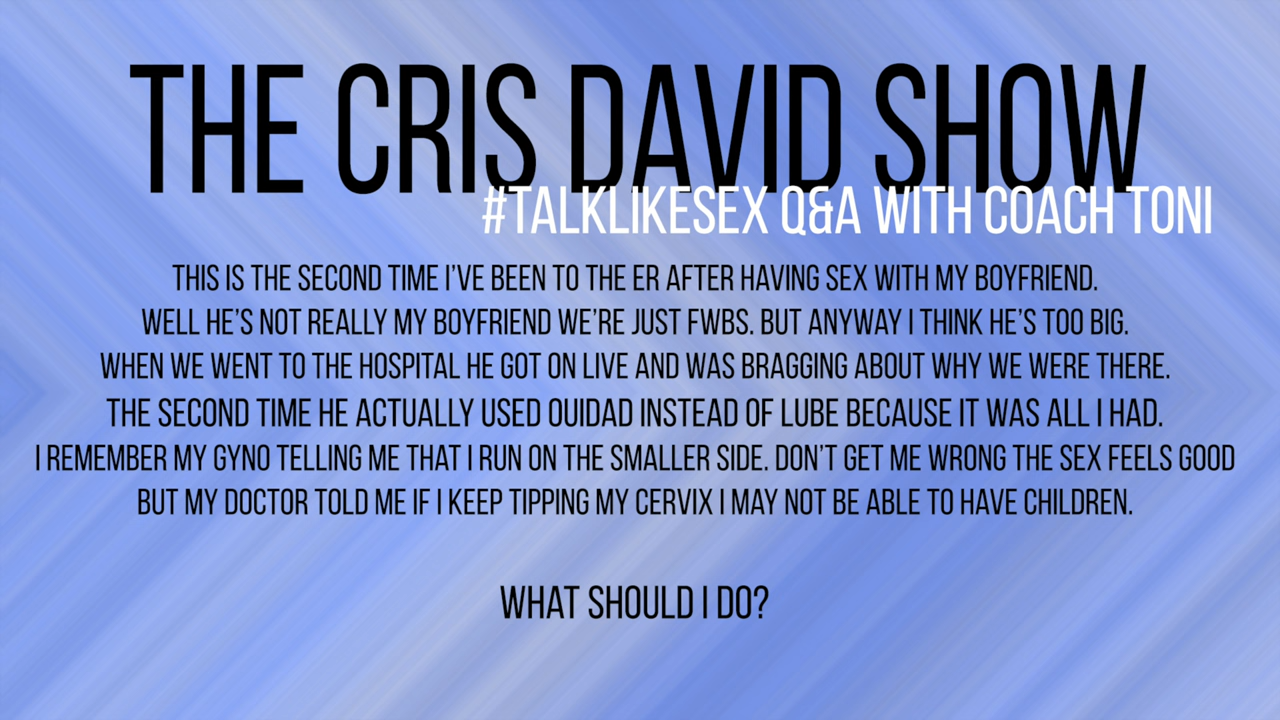 THE CRIS DAVID SHOW
#TALKLIKESEX Q&A WITH COACH TONI
THIS IS THE SECOND TIME I'VE BEEN TO THE ER AFTER HAVING SEX WITH MY BOYFRIEND.
WELL HE'S NOT REALLY MY BOYFRIEND WE'RE JUST FWBS. BUT ANYWAY I THINK HE'S TOO BIG.
WHEN WE WENT TO THE HOSPITAL HE GOT ON LIVE AND WAS BRAGGING ABOUT WHY WE WERE THERE.
THE SECOND TIME HE ACTUALLY USED OUIDAD INSTEAD OF LUBE BECAUSE IT WAS ALL I HAD.
I REMEMBER MY GYNO TELLING ME THAT I RUN ON THE SMALLER SIDE. DON'T GET ME WRONG THE SEX FEELS GOOD
BUT MY DOCTOR TOLD ME IF I KEEP TIPPING MY CERVIX I MAY NOT BE ABLE TO HAVE CHILDREN.
WHAT SHOULD I DO?